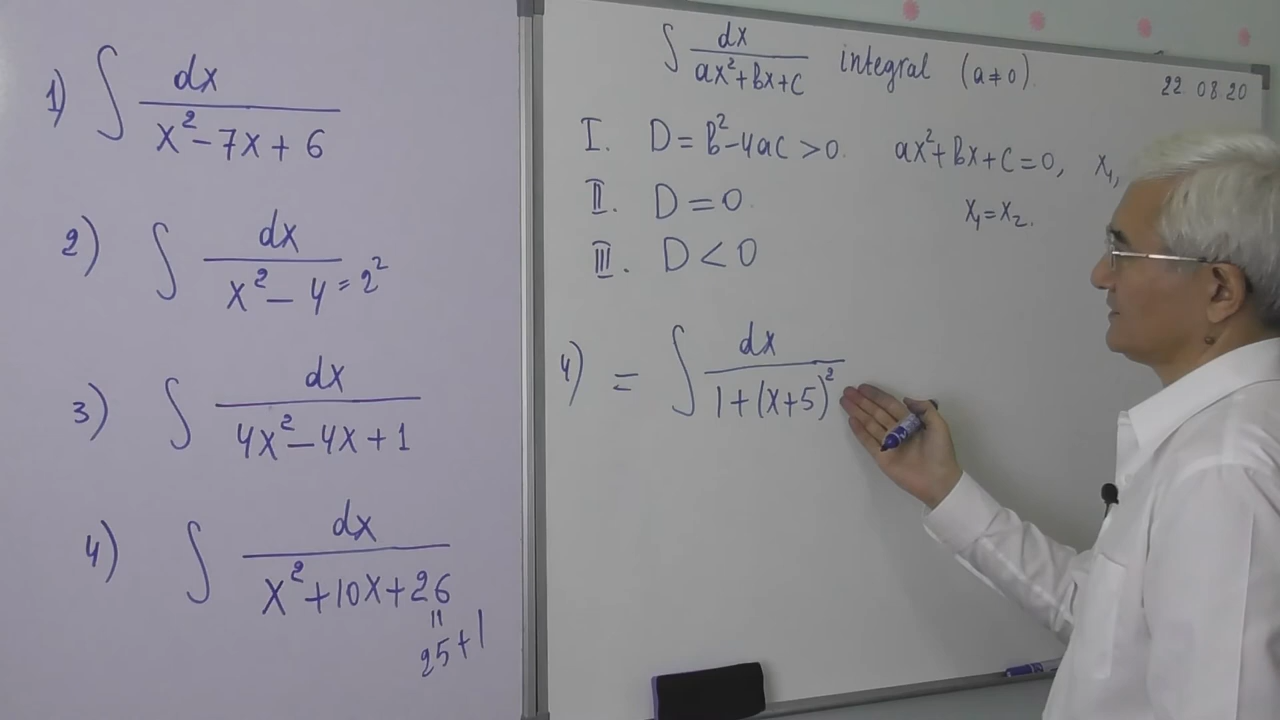 1) ∫ dx / (x² − 7x + 6)
2) ∫ dx / (x² − 4 = 2²)
3) ∫ dx / (4x² − 4x + 1)
4) ∫ dx / (x² + 10x + 26)
=
25+1
∫ dx / (ax² + bx + c) integral (a ≠ 0).
22 08 20
I. D = b² − 4ac > 0. ax² + bx + c = 0, x₁,
II. D = 0. x₁ = x₂.
III. D < 0
4) = ∫ dx / (1 + (x+5)²)